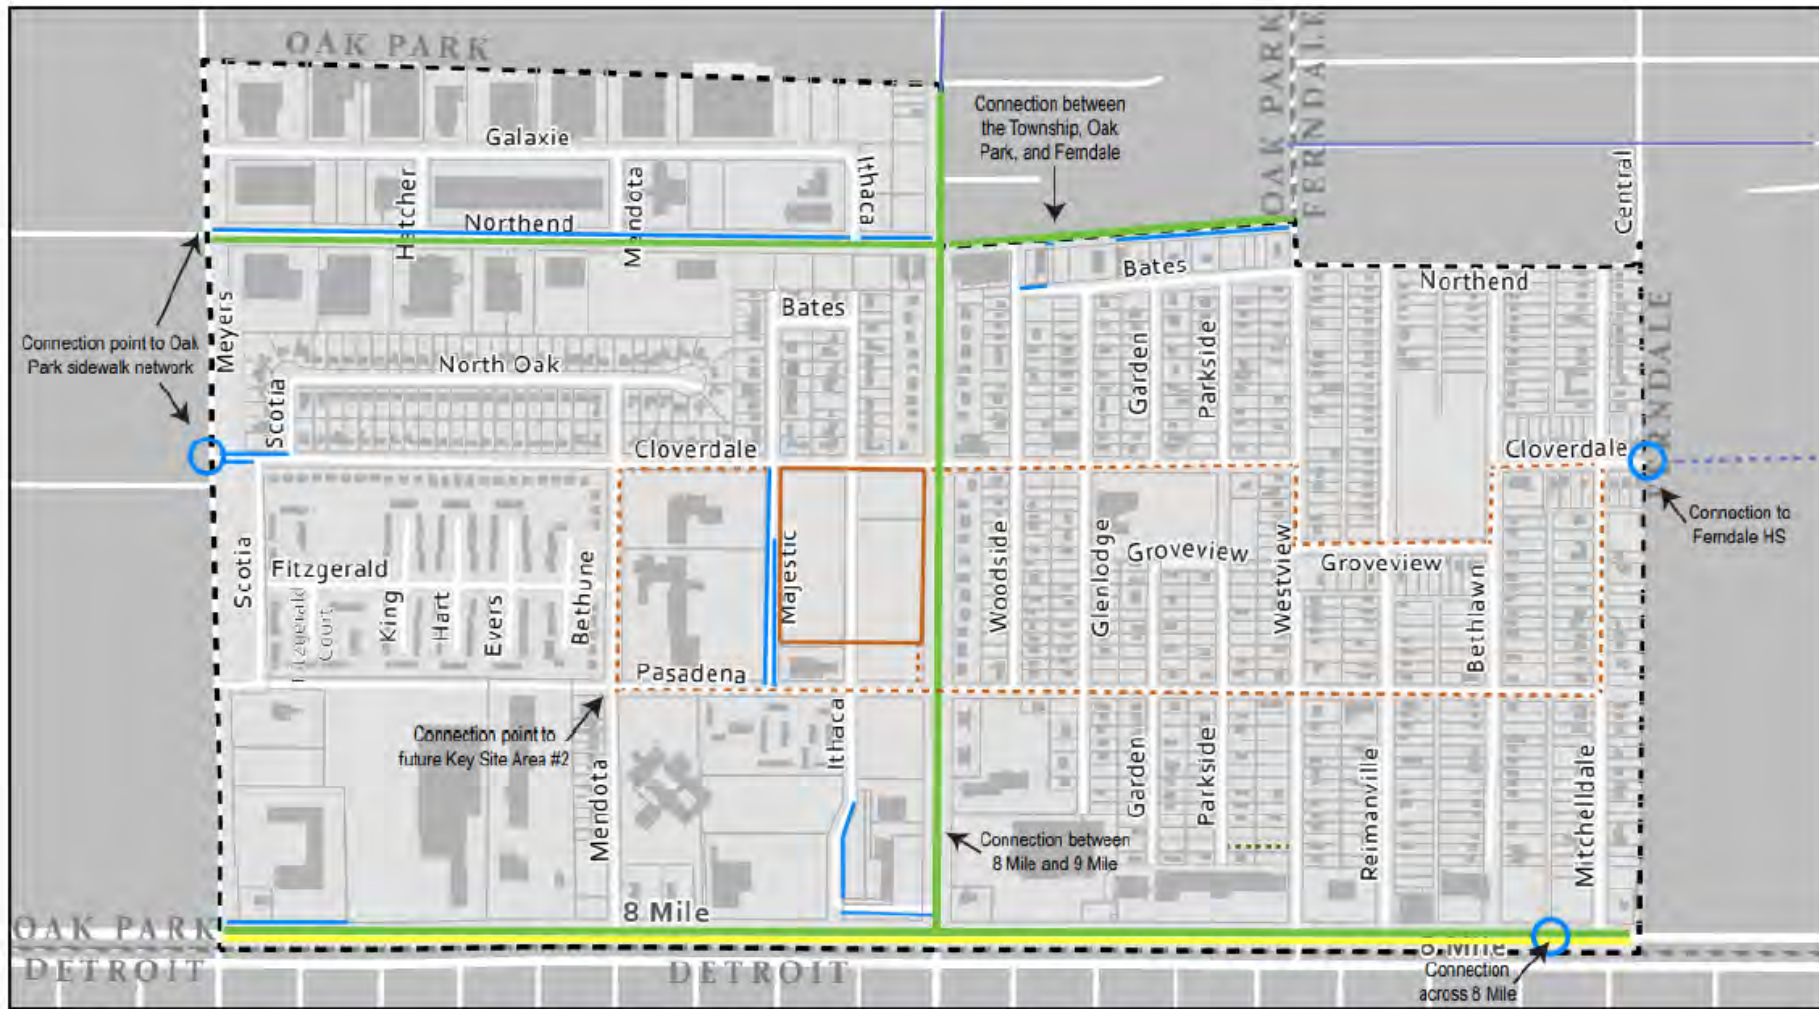 OAK PARK
OAK PARK
FERNDALE
Connection between
the Township, Oak
Park, and Ferndale
Galaxie
Ithaca
Central
Hatcher
Mendota
Northend
Bates
Northend
Meyers
Bates
FERNDALE
Connection point to Oak
Park sidewalk network
North Oak
Garden
Parkside
Scotia
Cloverdale
Cloverdale
Connection to
Ferndale HS
Scotia
Fitzgerald
Fitzgerald
Court
King
Hart
Evers
Bethune
Majestic
Woodside
Glenlodge
Groveview
Westview
Groveview
Bethlawn
Pasadena
Connection point to
future Key Site Area #2
Mendota
Ithaca
Garden
Parkside
Reimanville
Mitchelldale
Connection between
8 Mile and 9 Mile
8 Mile
OAK PARK
DETROIT
DETROIT
8 Mile
Connection
across 8 Mile